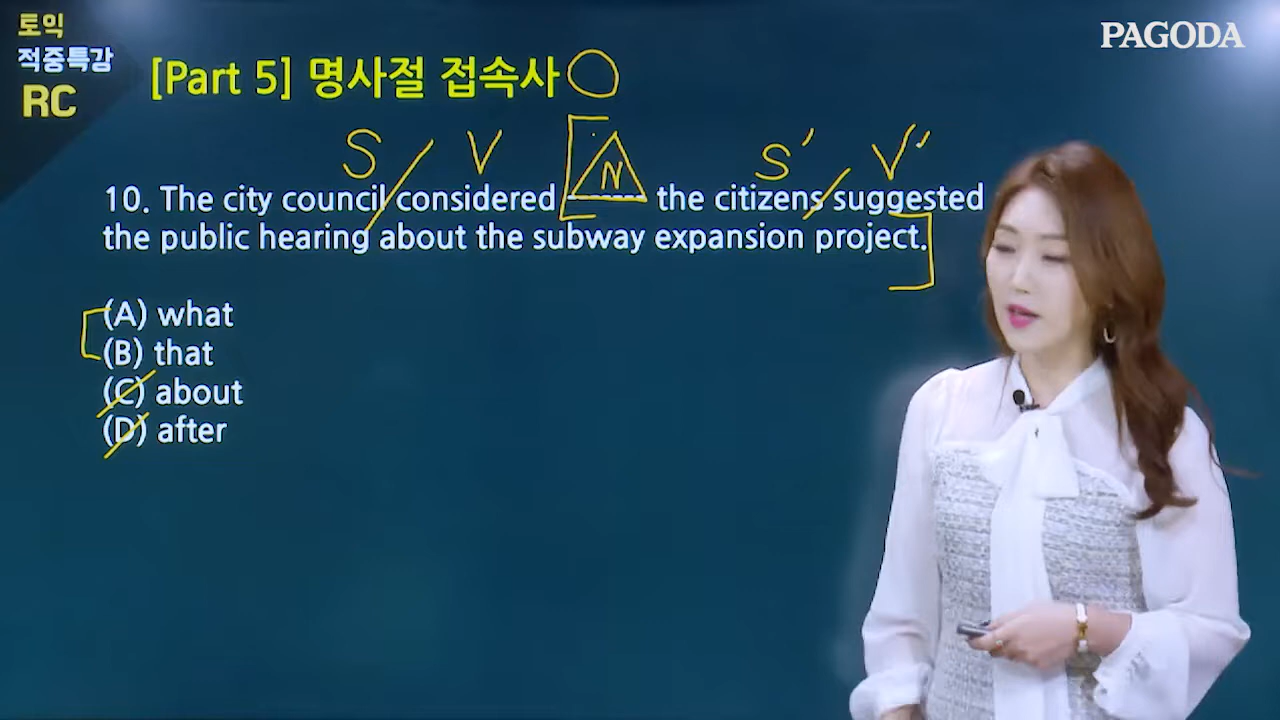 토익
적중특강
RC
PAGODA
[Part 5] 명사절 접속사
S V N S' V'
10. The city council considered ______ the citizens suggested
the public hearing about the subway expansion project.
(A) what
(B) that
(C) about
(D) after